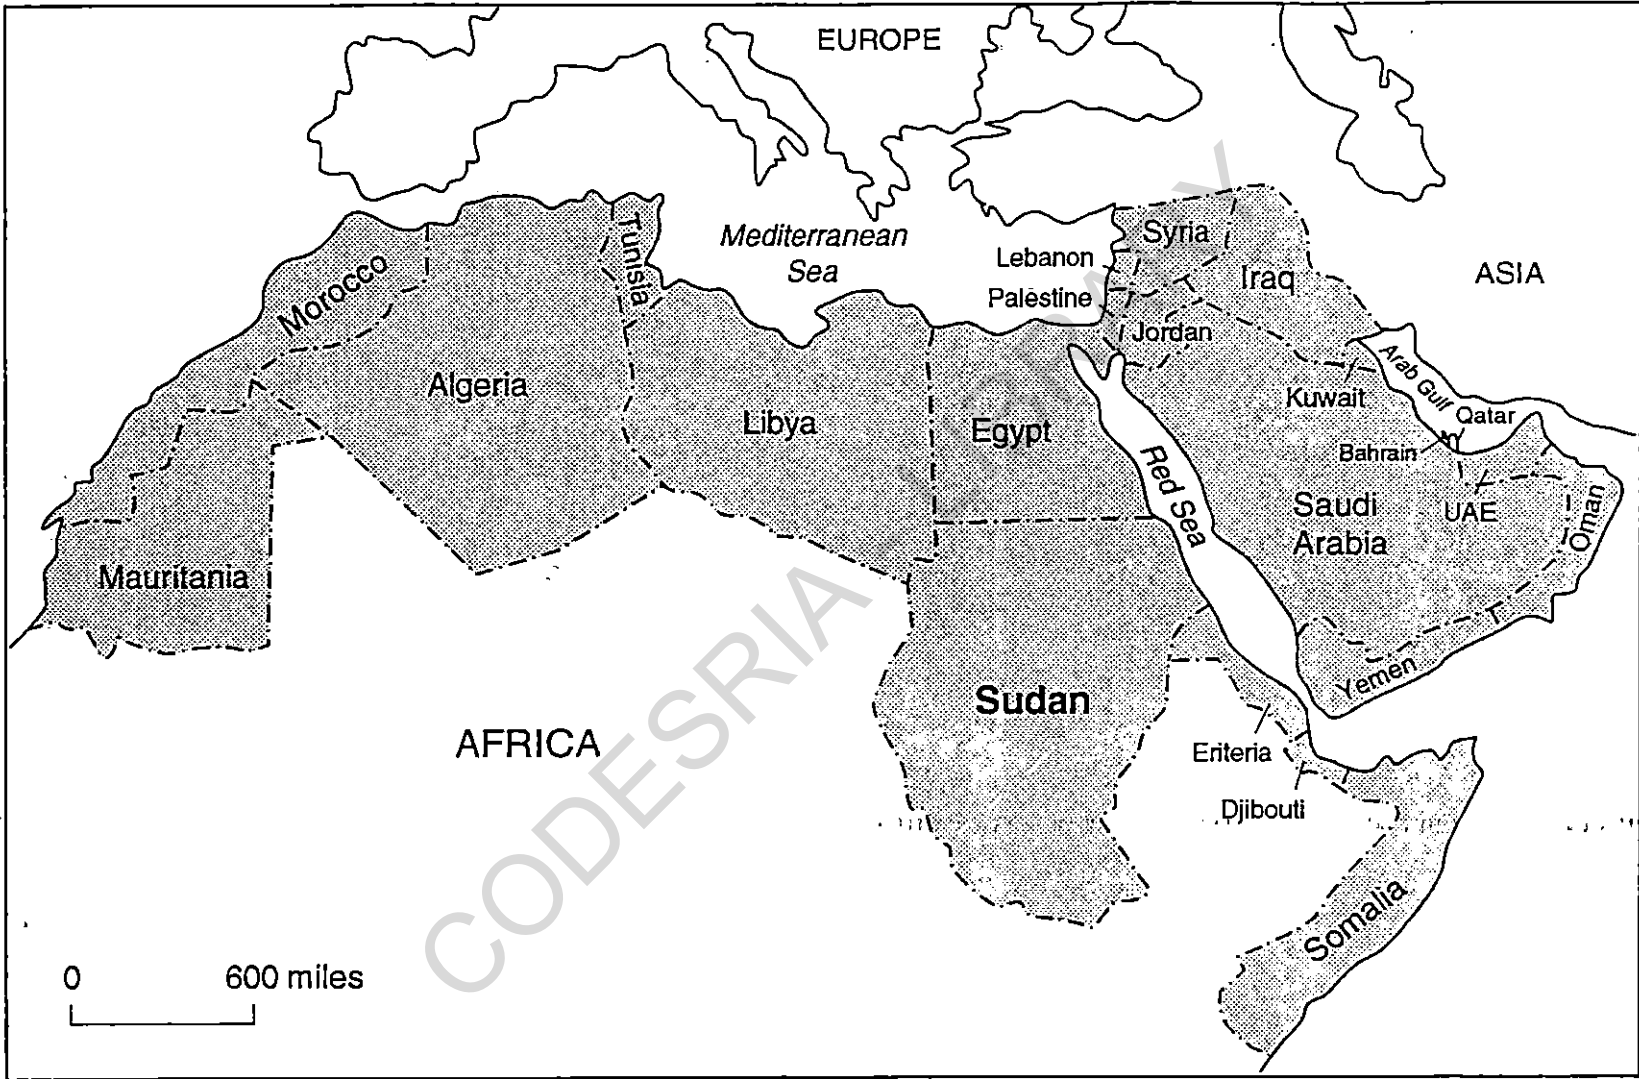 EUROPE
Mediterranean
Sea
Tunisia
Morocco
Algeria
Libya
Egypt
Mauritania
Syria
Lebanon
Palestine
Jordan
Iraq
ASIA
Kuwait
Arab Gulf
Qatar
Bahrain
Red Sea
Saudi
Arabia
UAE
Oman
Yemen
Sudan
AFRICA
Eriteria
Djibouti
Somalia
0 600 miles
CODESRIA - LIBRARY